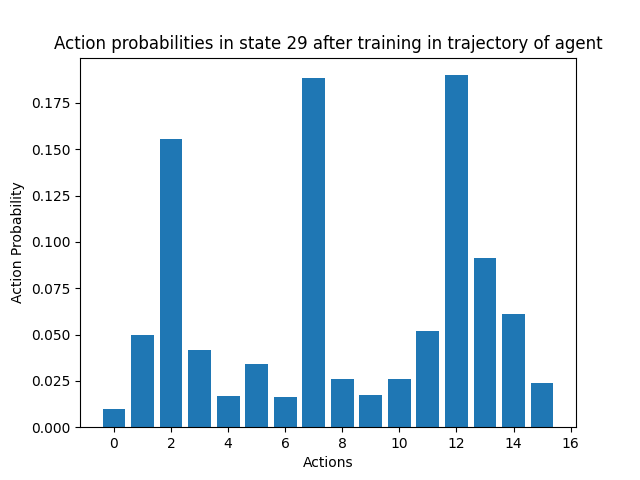 Action probabilities in state 29 after training in trajectory of agent
0.175
0.150
0.125
0.100
0.075
0.050
0.025
0.000
Action Probability
0 2 4 6 8 10 12 14 16
Actions